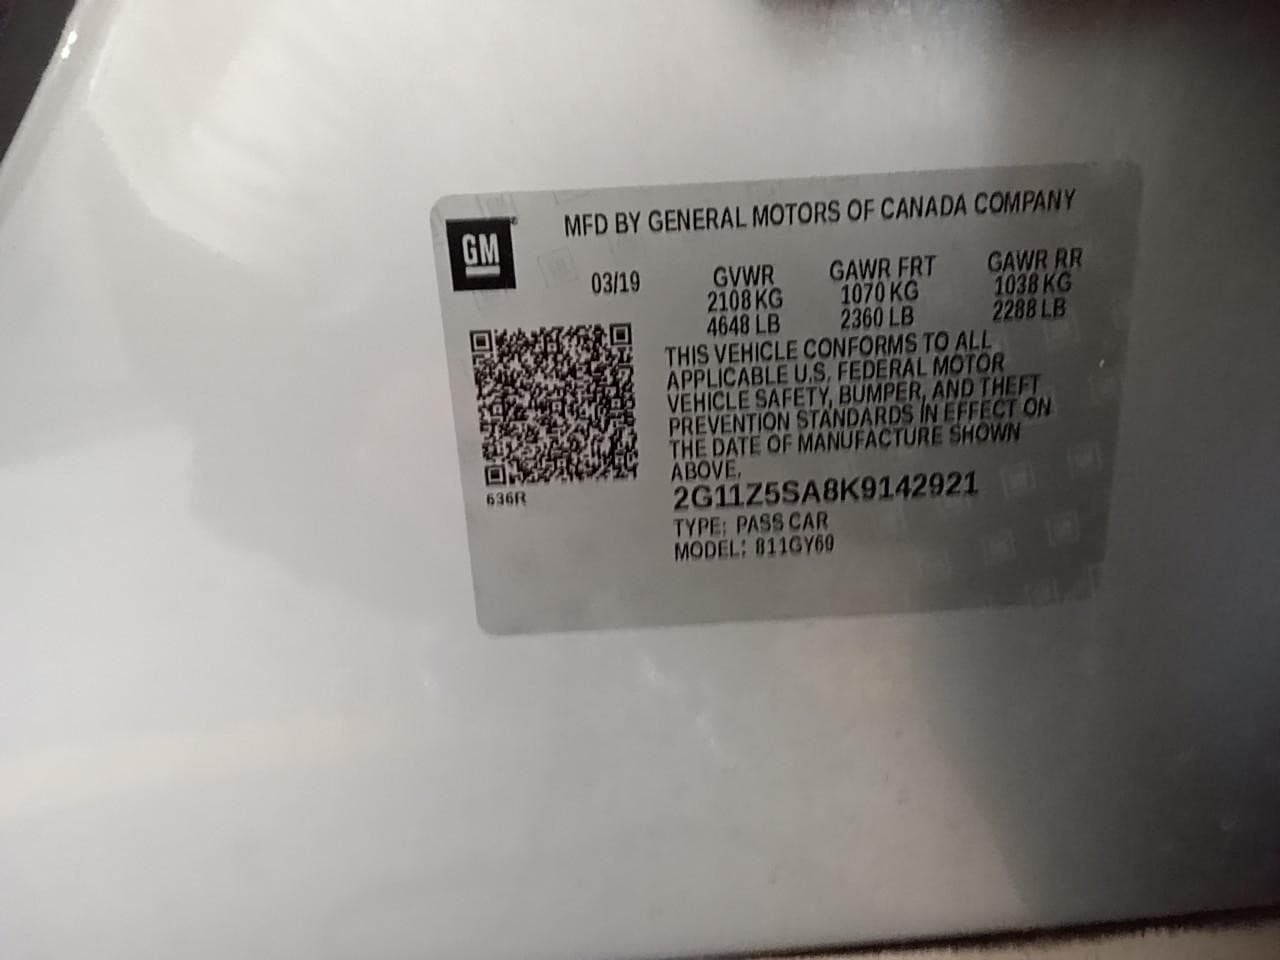 MFD BY GENERAL MOTORS OF CANADA COMPANY
GM
03/19
GVWR GAWR FRT GAWR RR
2108 KG 1070 KG 1038 KG
4648 LB 2360 LB 2288 LB
THIS VEHICLE CONFORMS TO ALL
APPLICABLE U.S. FEDERAL MOTOR
VEHICLE SAFETY, BUMPER, AND THEFT
PREVENTION STANDARDS IN EFFECT ON
THE DATE OF MANUFACTURE SHOWN
ABOVE.
636R
2G11Z5SA8K9142921
TYPE: PASS CAR
MODEL: 811GY69